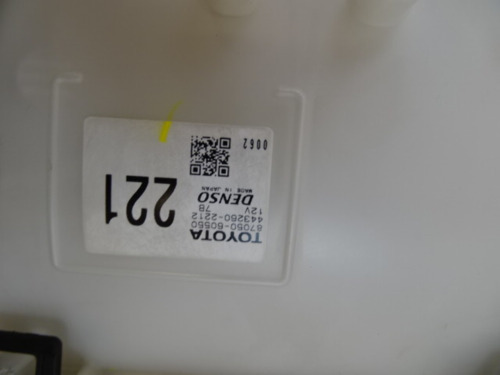 TOYOTA
87050-60560
443260-2212
12V 7B
DENSO
MADE IN JAPAN
221
0062